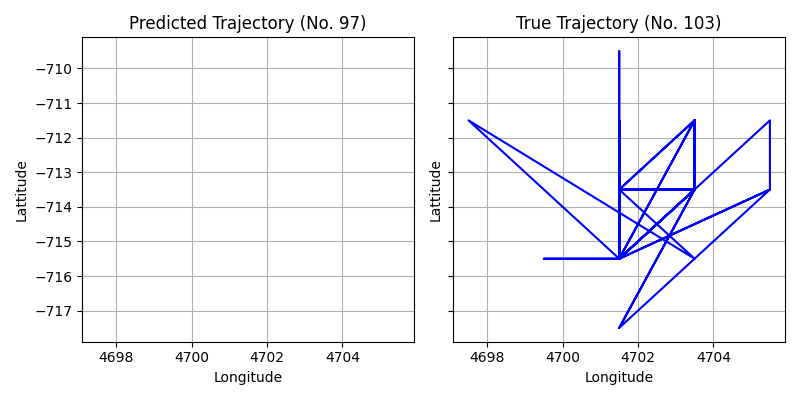 Predicted Trajectory (No. 97)
−710
−711
−712
−713
−714
−715
−716
−717
Lattitude
4698 4700 4702 4704
Longitude
True Trajectory (No. 103)
Lattitude
4698 4700 4702 4704
Longitude